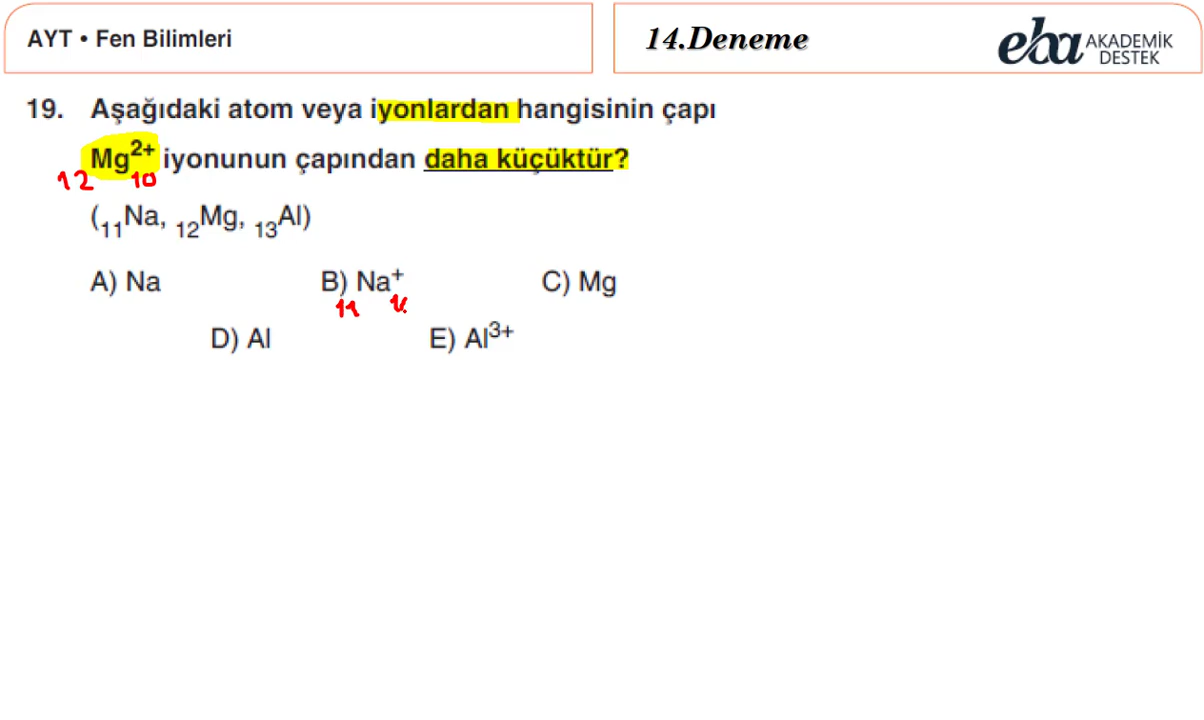 AYT • Fen Bilimleri
14.Deneme
eba AKADEMİK
DESTEK
19. Aşağıdaki atom veya iyonlardan hangisinin çapı
Mg²⁺ iyonunun çapından daha küçüktür?
12 10
(₁₁Na, ₁₂Mg, ₁₃Al)
A) Na B) Na⁺ C) Mg
11
D) Al E) Al³⁺